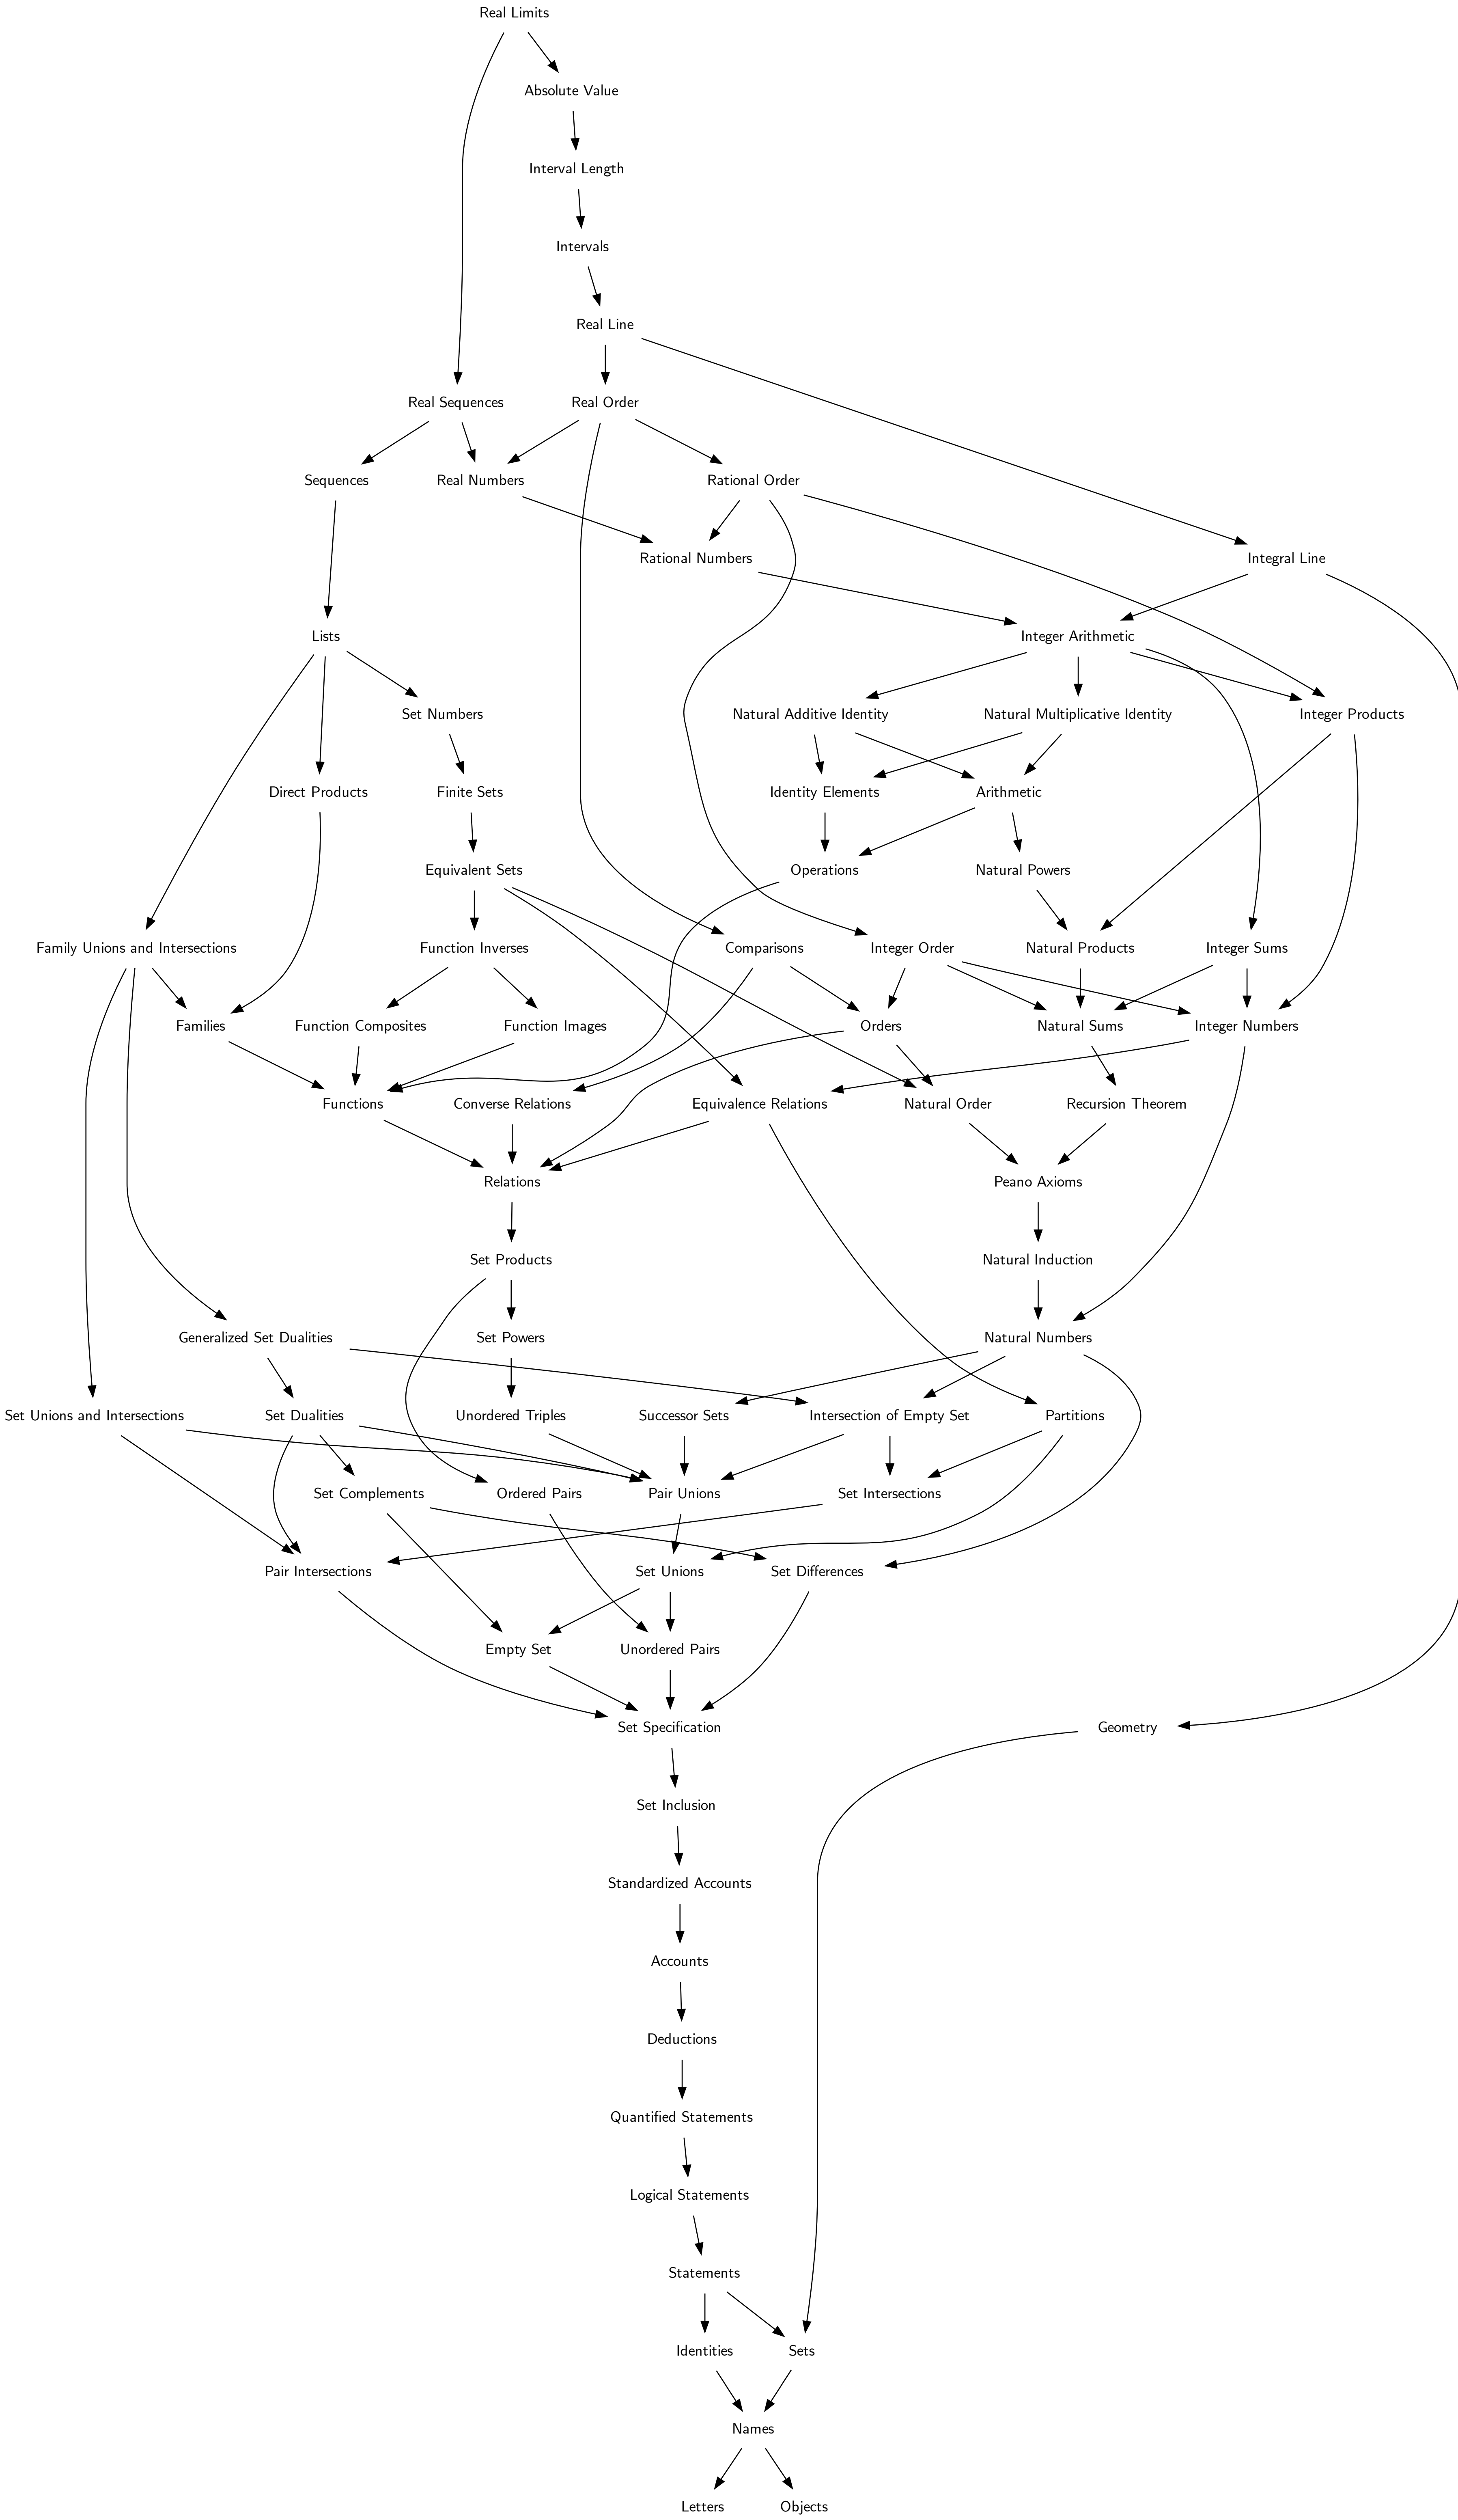 Real Limits
Absolute Value
Interval Length
Intervals
Real Line
Real Sequences
Real Order
Sequences
Real Numbers
Rational Order
Rational Numbers
Integral Line
Lists
Integer Arithmetic
Set Numbers
Natural Additive Identity
Natural Multiplicative Identity
Integer Products
Direct Products
Finite Sets
Identity Elements
Arithmetic
Equivalent Sets
Operations
Natural Powers
Family Unions and Intersections
Function Inverses
Comparisons
Integer Order
Natural Products
Integer Sums
Families
Function Composites
Function Images
Orders
Natural Sums
Integer Numbers
Functions
Converse Relations
Equivalence Relations
Natural Order
Recursion Theorem
Relations
Peano Axioms
Set Products
Natural Induction
Generalized Set Dualities
Set Powers
Natural Numbers
Set Unions and Intersections
Set Dualities
Unordered Triples
Successor Sets
Intersection of Empty Set
Partitions
Set Complements
Ordered Pairs
Pair Unions
Set Intersections
Pair Intersections
Set Unions
Set Differences
Empty Set
Unordered Pairs
Set Specification
Geometry
Set Inclusion
Standardized Accounts
Accounts
Deductions
Quantified Statements
Logical Statements
Statements
Identities
Sets
Names
Letters
Objects